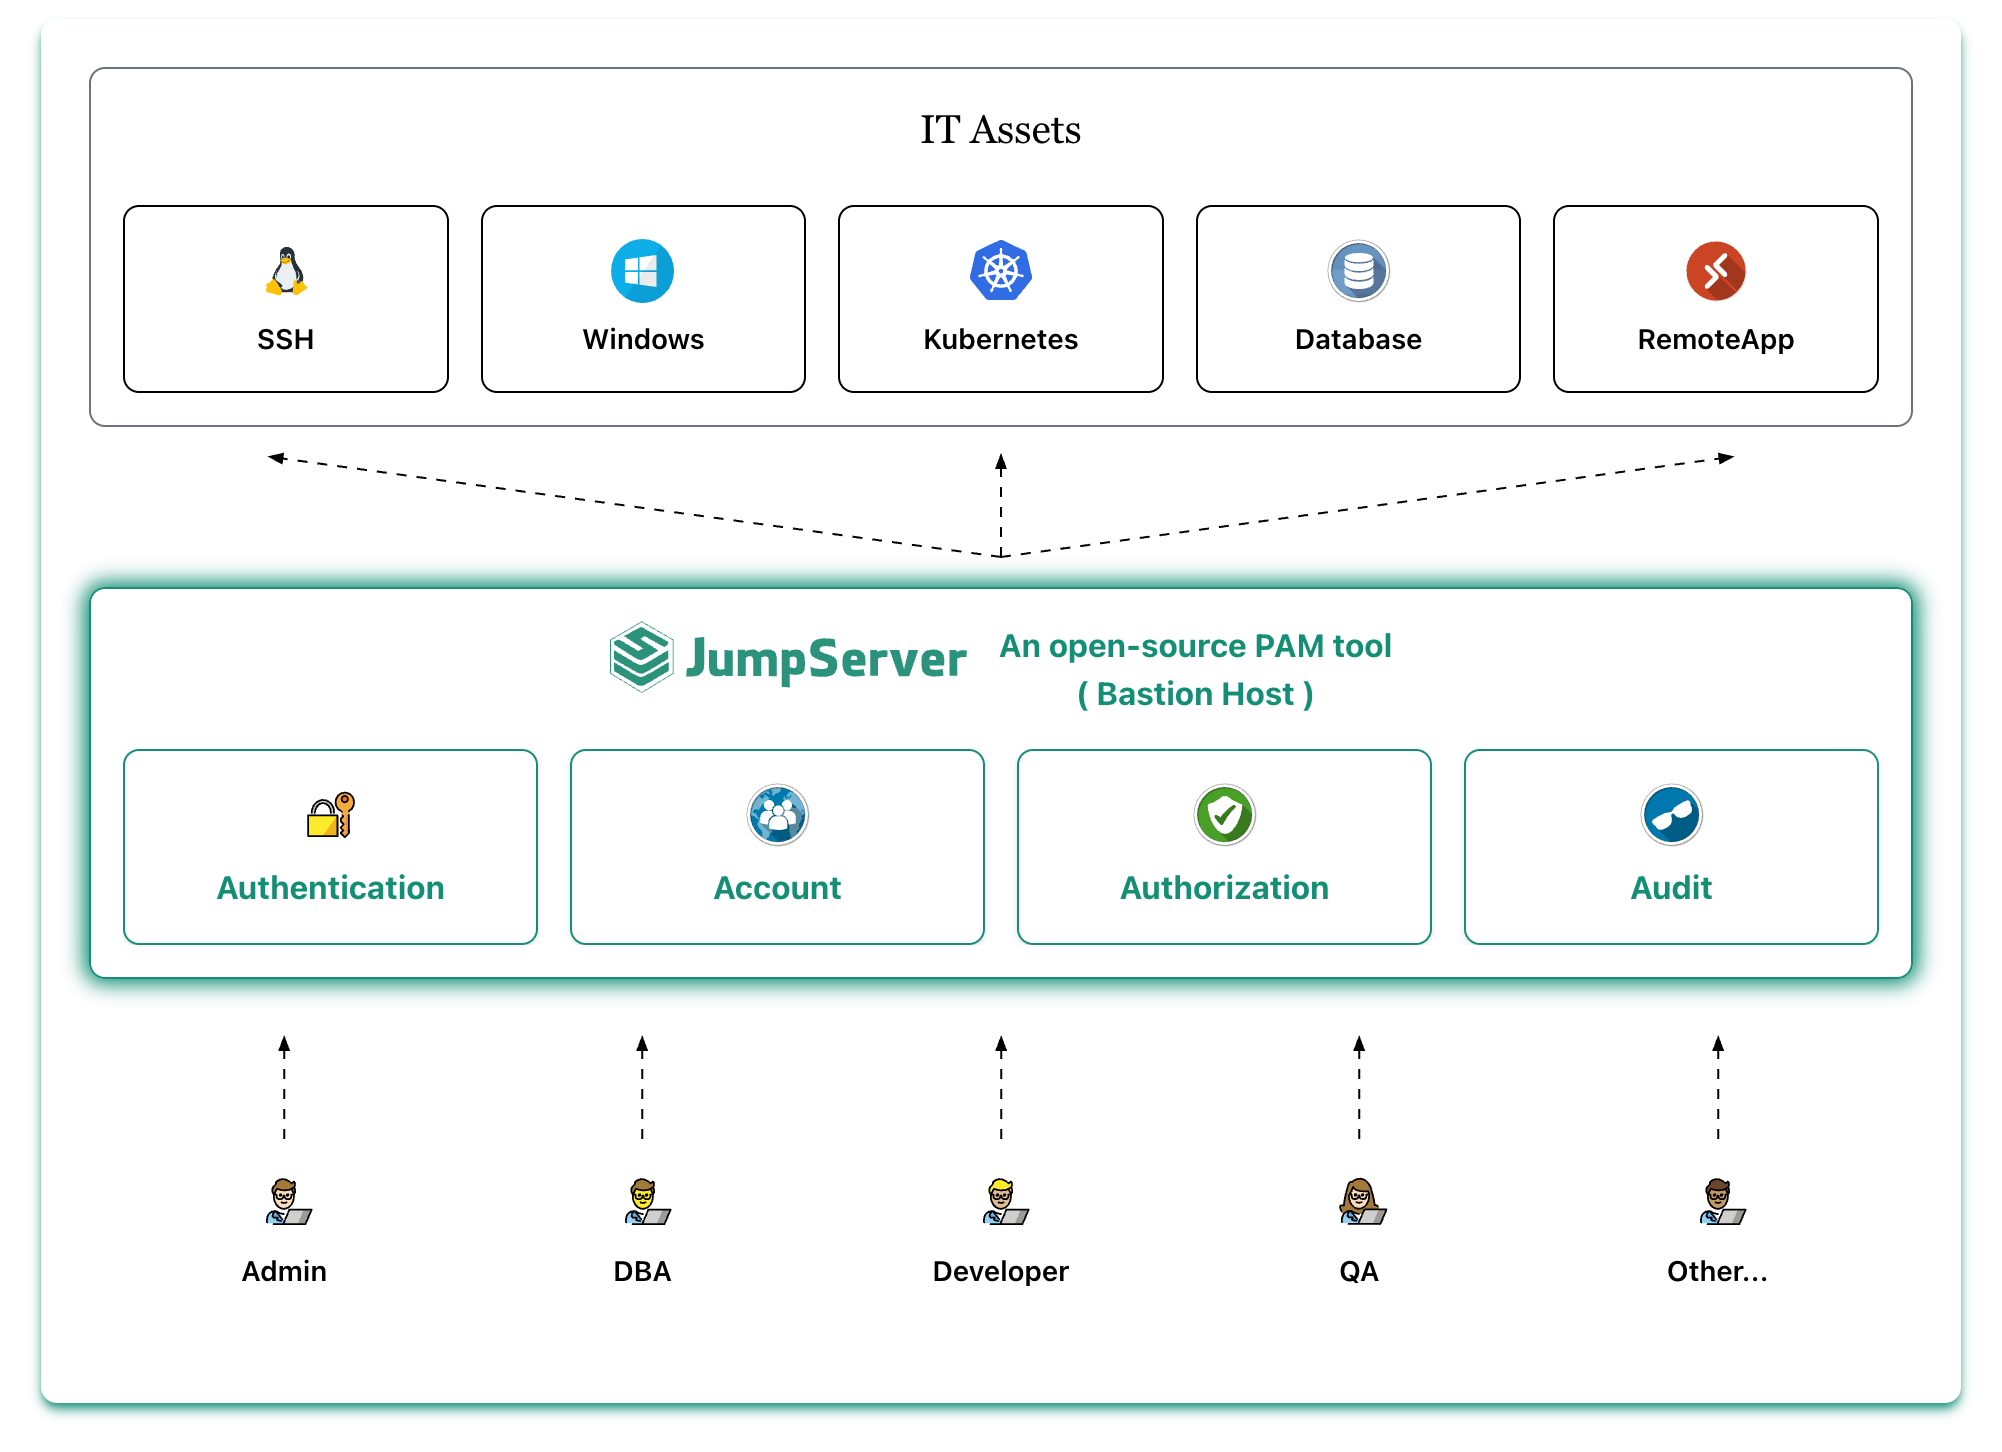 IT Assets
SSH
Windows
Kubernetes
Database
RemoteApp
JumpServer
An open-source PAM tool
( Bastion Host )
Authentication
Account
Authorization
Audit
Admin
DBA
Developer
QA
Other...